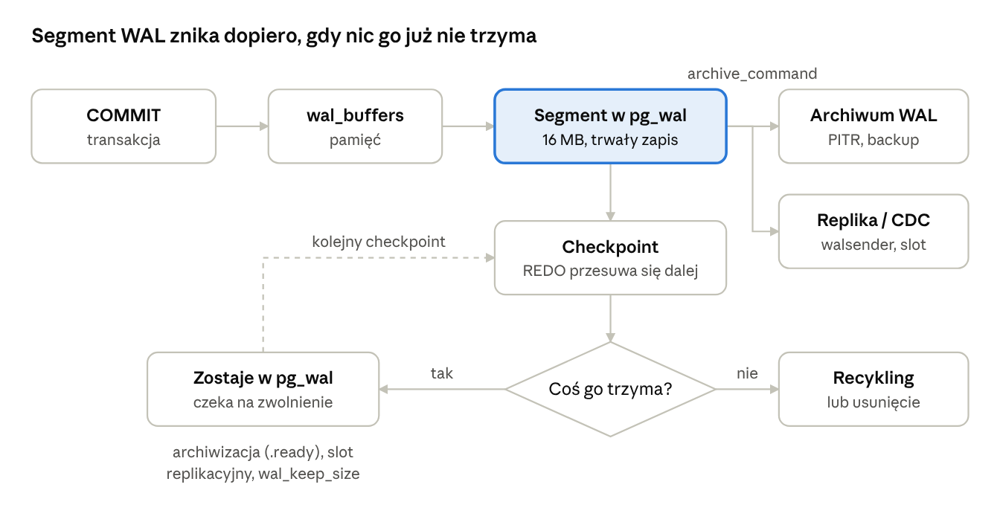 Segment WAL znika dopiero, gdy nic go już nie trzyma
archive_command
COMMIT
transakcja
wal_buffers
pamięć
Segment w pg_wal
16 MB, trwały zapis
Archiwum WAL
PITR, backup
Replika / CDC
walsender, slot
kolejny checkpoint
Checkpoint
REDO przesuwa się dalej
Zostaje w pg_wal
czeka na zwolnienie
tak
Coś go trzyma?
nie
Recykling
lub usunięcie
archiwizacja (.ready), slot
replikacyjny, wal_keep_size